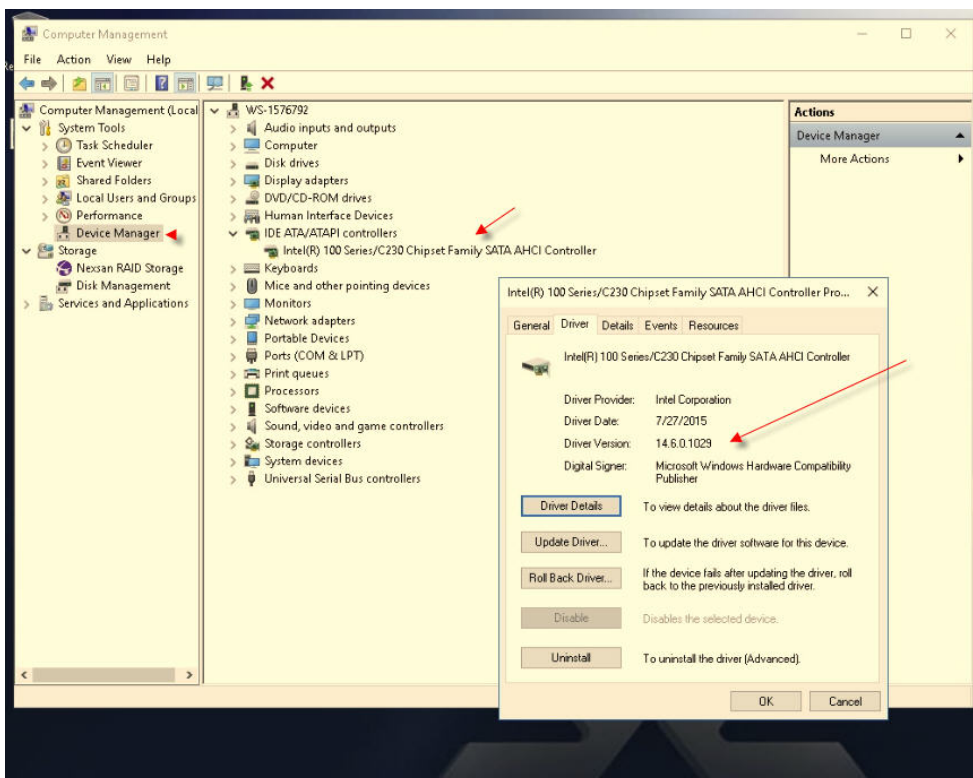 Computer Management
File Action View Help
Computer Management (Local
System Tools
Task Scheduler
Event Viewer
Shared Folders
Local Users and Groups
Performance
Device Manager
Storage
Nexsan RAID Storage
Disk Management
Services and Applications
WS-1576792
Audio inputs and outputs
Computer
Disk drives
Display adapters
DVD/CD-ROM drives
Human Interface Devices
IDE ATA/ATAPI controllers
Intel(R) 100 Series/C230 Chipset Family SATA AHCI Controller
Keyboards
Mice and other pointing devices
Monitors
Network adapters
Portable Devices
Ports (COM & LPT)
Print queues
Processors
Software devices
Sound, video and game controllers
Storage controllers
System devices
Universal Serial Bus controllers
Actions
Device Manager
More Actions
Intel(R) 100 Series/C230 Chipset Family SATA AHCI Controller Pro...
General Driver Details Events Resources
Intel(R) 100 Series/C230 Chipset Family SATA AHCI Controller
Driver Provider: Intel Corporation
Driver Date: 7/27/2015
Driver Version: 14.6.0.1029
Digital Signer: Microsoft Windows Hardware Compatibility
Publisher
Driver Details To view details about the driver files.
Update Driver... To update the driver software for this device.
Roll Back Driver... If the device fails after updating the driver, roll
back to the previously installed driver.
Disable Disables the selected device.
Uninstall To uninstall the driver (Advanced).
OK Cancel